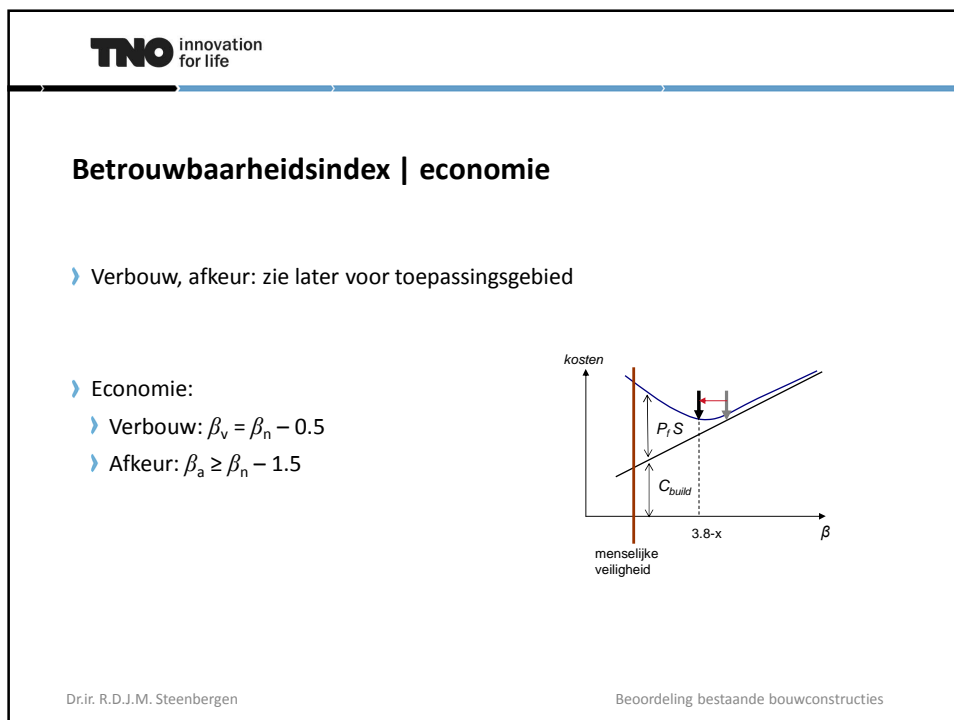 TNO innovation
for life
Betrouwbaarheidsindex | economie
Verbouw, afkeur: zie later voor toepassingsgebied
Economie:
Verbouw: βv = βn – 0.5
Afkeur: βa ≥ βn – 1.5
kosten
Pf S
Cbuild
3.8-x
β
menselijke
veiligheid
Dr.ir. R.D.J.M. Steenbergen
Beoordeling bestaande bouwconstructies